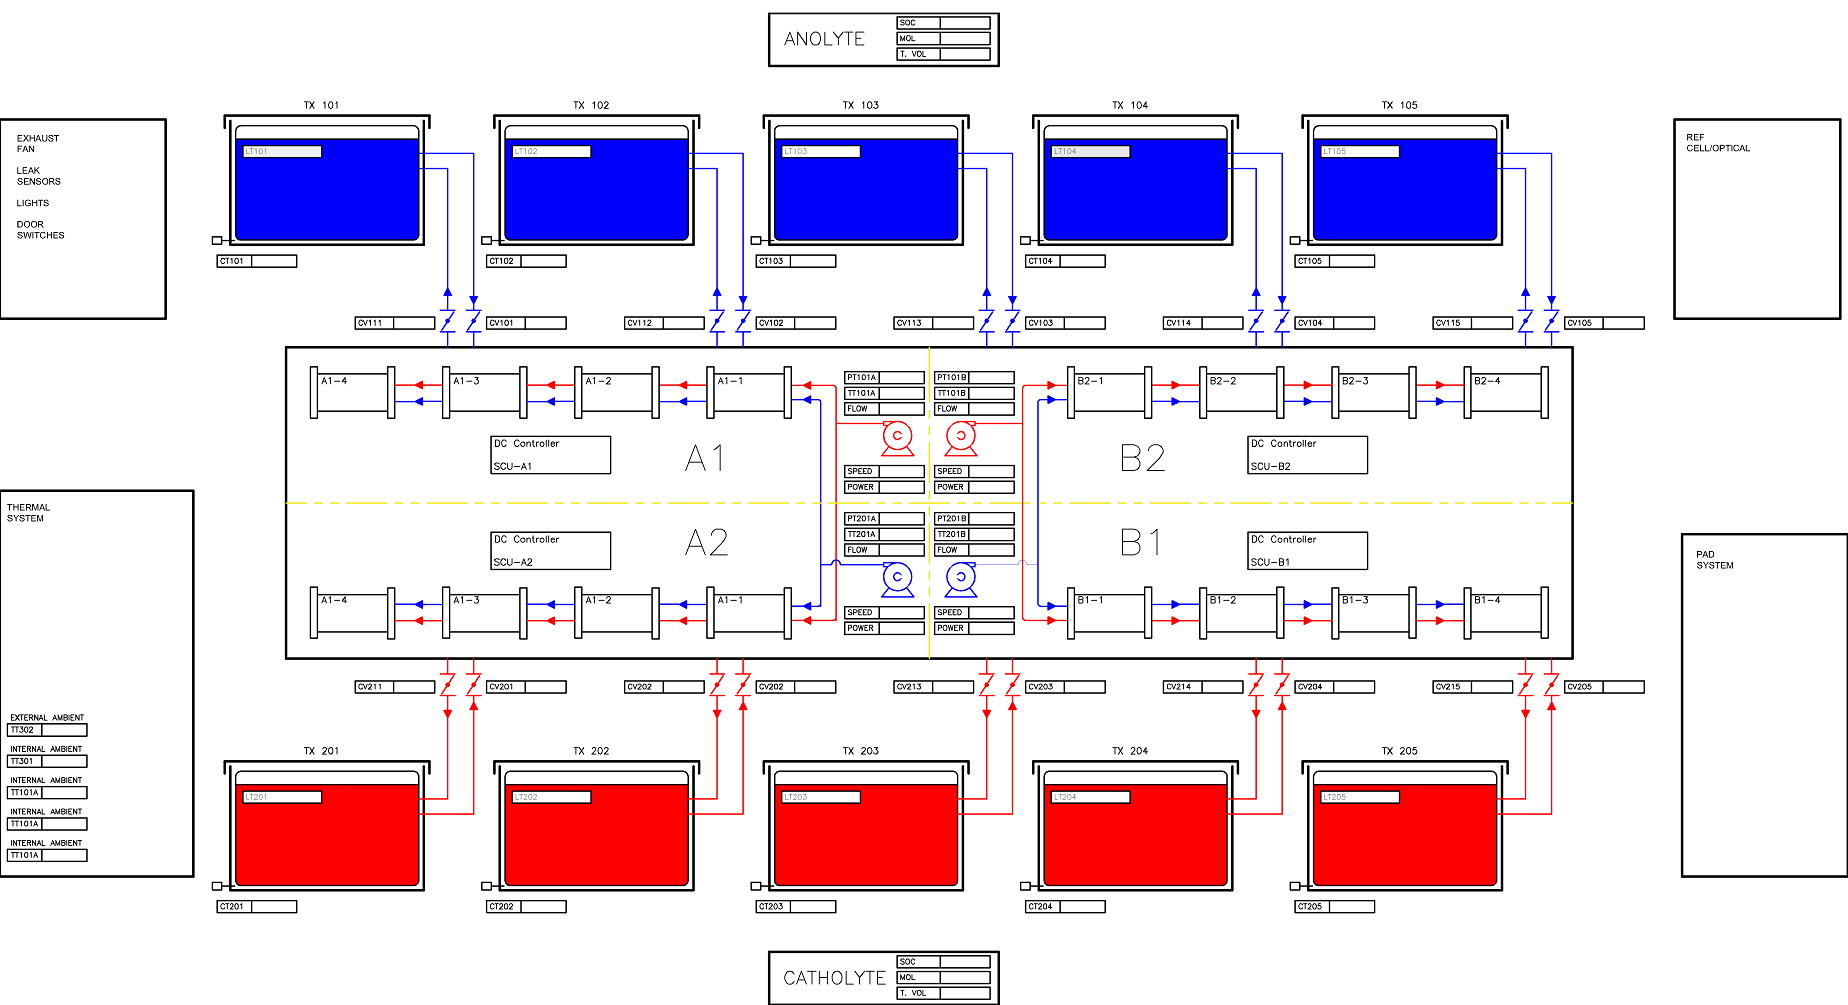 SOC
ANOLYTE
MOL
T. VOL
TX 101
TX 102
TX 103
TX 104
TX 105
EXHAUST
FAN
LEAK
SENSORS
LIGHTS
DOOR
SWITCHES
REF
CELL/OPTICAL
LT101
LT102
LT103
LT104
LT105
CT101
CT102
CT103
CT104
CT105
CV111
CV101
CV112
CV102
CV113
CV103
CV114
CV104
CV115
CV105
A1-4
A1-3
A1-2
A1-1
PT101A
TT101A
FLOW
PT101B
TT101B
FLOW
B2-1
B2-2
B2-3
B2-4
DC Controller
SCU-A1
A1
B2
DC Controller
SCU-B2
SPEED
POWER
SPEED
POWER
THERMAL
SYSTEM
DC Controller
SCU-A2
A2
PT201A
TT201A
FLOW
PT201B
TT201B
FLOW
B1
DC Controller
SCU-B1
PAD
SYSTEM
A1-4
A1-3
A1-2
A1-1
SPEED
POWER
SPEED
POWER
B1-1
B1-2
B1-3
B1-4
CV211
CV201
CV202
CV202
CV213
CV203
CV214
CV204
CV215
CV205
EXTERNAL AMBIENT
TT302
INTERNAL AMBIENT
TT301
INTERNAL AMBIENT
TT101A
INTERNAL AMBIENT
TT101A
INTERNAL AMBIENT
TT101A
TX 201
TX 202
TX 203
TX 204
TX 205
LT201
LT202
LT203
LT204
LT205
CT201
CT202
CT203
CT204
CT205
SOC
CATHOLYTE
MOL
T. VOL